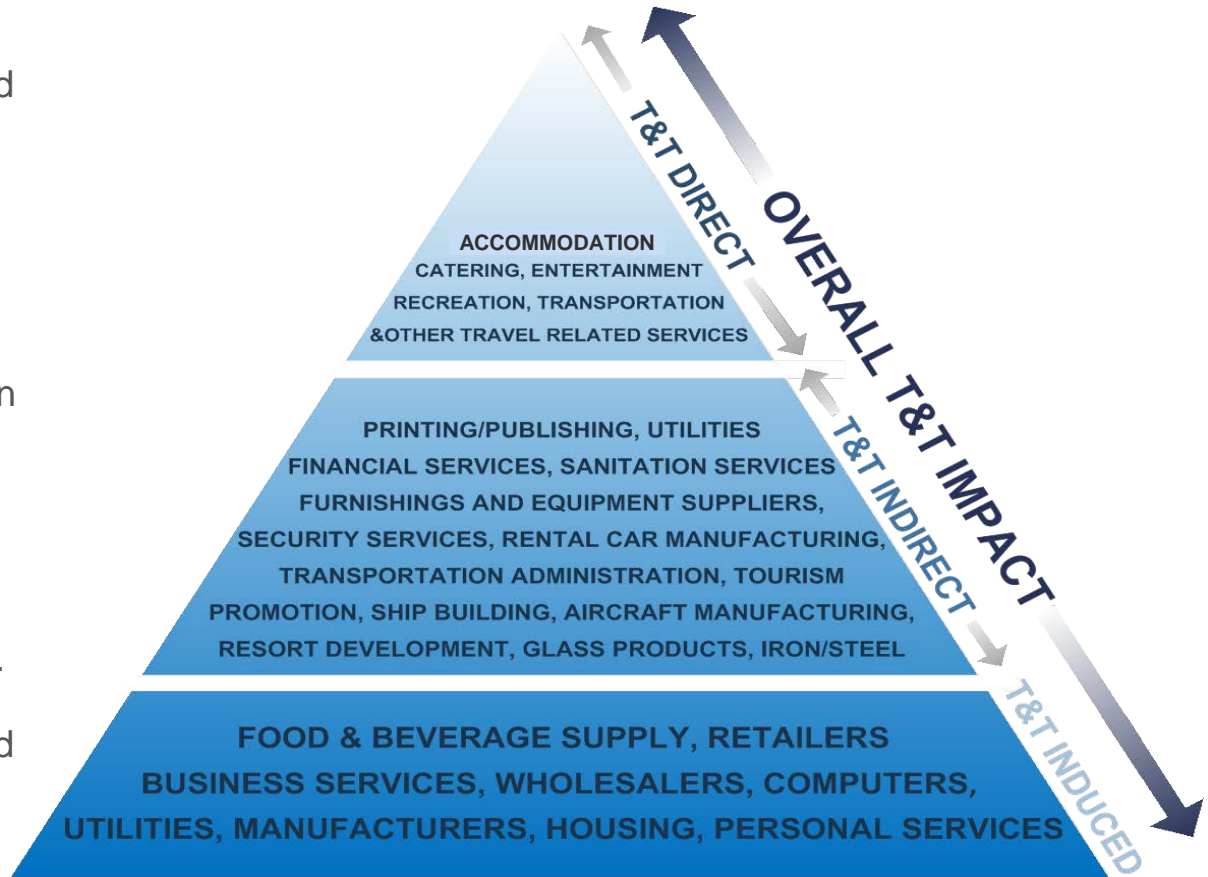 d
n
.
d
ACCOMMODATION
CATERING, ENTERTAINMENT
RECREATION, TRANSPORTATION
&OTHER TRAVEL RELATED SERVICES
PRINTING/PUBLISHING, UTILITIES
FINANCIAL SERVICES, SANITATION SERVICES
FURNISHINGS AND EQUIPMENT SUPPLIERS,
SECURITY SERVICES, RENTAL CAR MANUFACTURING,
TRANSPORTATION ADMINISTRATION, TOURISM
PROMOTION, SHIP BUILDING, AIRCRAFT MANUFACTURING,
RESORT DEVELOPMENT, GLASS PRODUCTS, IRON/STEEL
FOOD & BEVERAGE SUPPLY, RETAILERS
BUSINESS SERVICES, WHOLESALERS, COMPUTERS,
UTILITIES, MANUFACTURERS, HOUSING, PERSONAL SERVICES
T&T DIRECT
T&T INDIRECT
T&T INDUCED
OVERALL T&T IMPACT